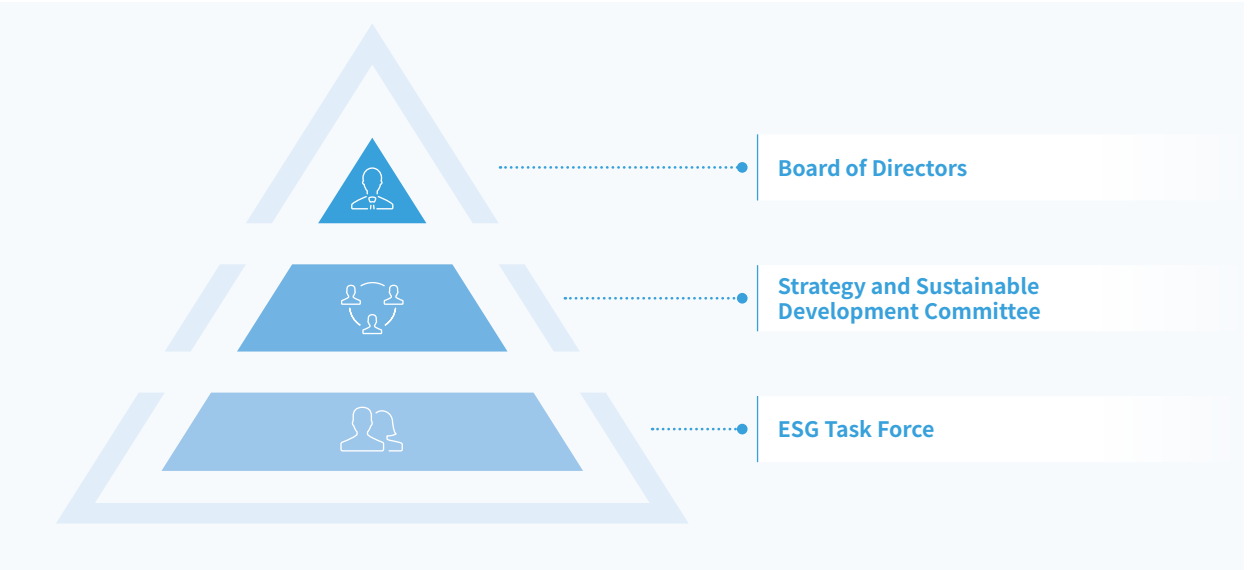 Board of Directors
Strategy and Sustainable
Development Committee
ESG Task Force